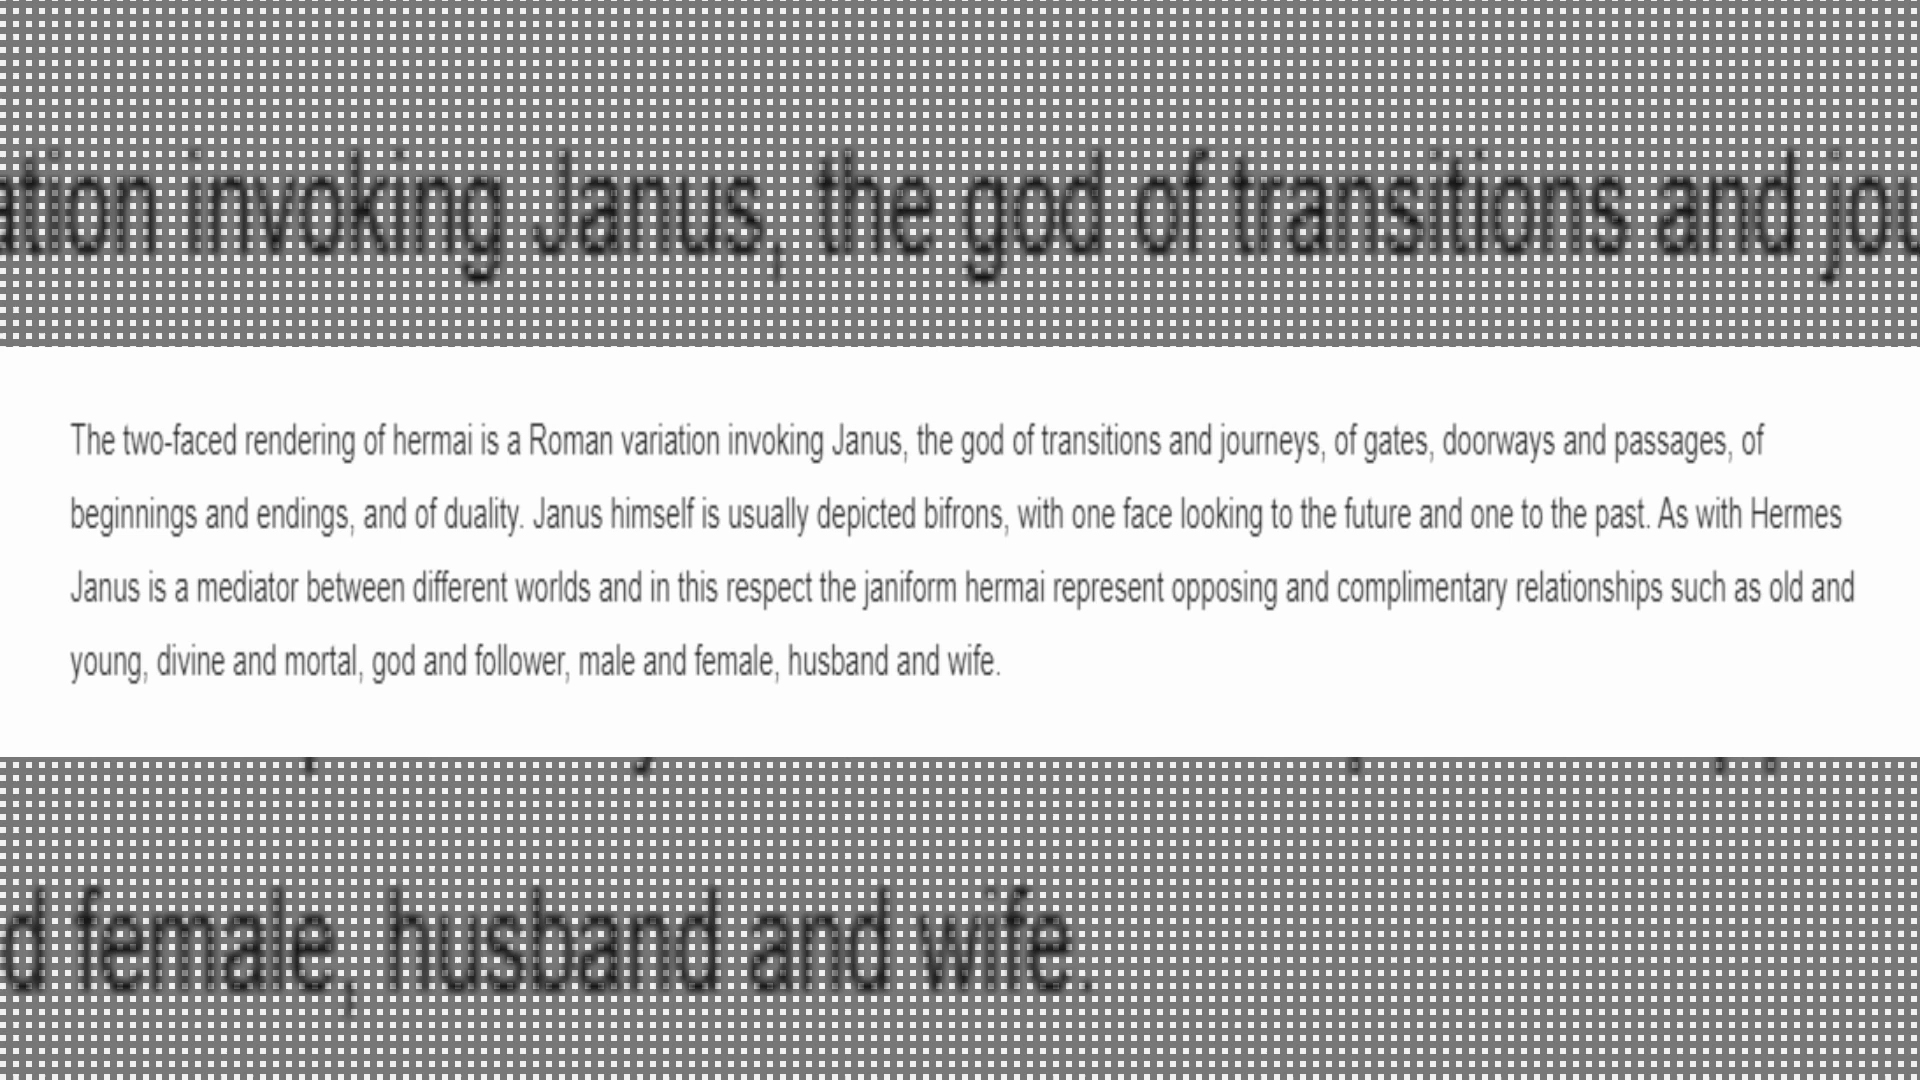 ation invoking Janus, the god of transitions and jou
The two-faced rendering of hermai is a Roman variation invoking Janus, the god of transitions and journeys, of gates, doorways and passages, of
beginnings and endings, and of duality. Janus himself is usually depicted bifrons, with one face looking to the future and one to the past. As with Hermes
Janus is a mediator between different worlds and in this respect the janiform hermai represent opposing and complimentary relationships such as old and
young, divine and mortal, god and follower, male and female, husband and wife.
d female, husband and wife.